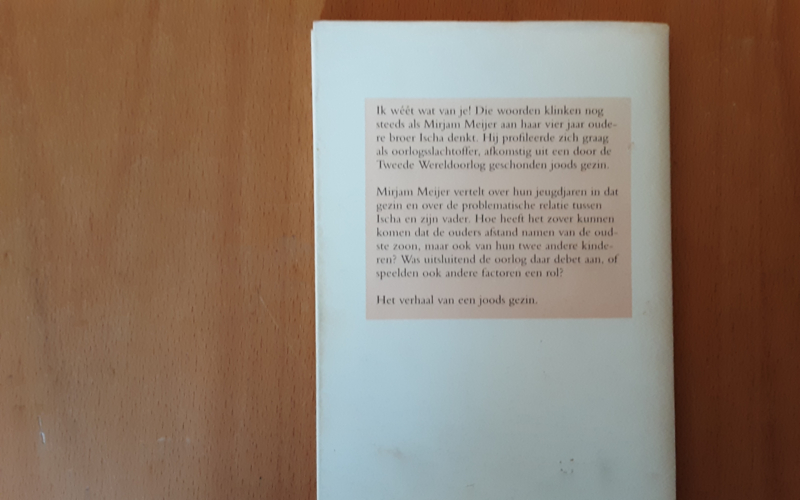 Ik wéét wat van je! Die woorden klinken nog
steeds als Mirjam Meijer aan haar vier jaar oude-
re broer Ischa denkt. Hij profileerde zich graag
als oorlogsslachtoffer, afkomstig uit een door de
Tweede Wereldoorlog geschonden joods gezin.
Mirjam Meijer vertelt over hun jeugdjaren in dat
gezin en over de problematische relatie tussen
Ischa en zijn vader. Hoe heeft het zover kunnen
komen dat de ouders afstand namen van de oud-
ste zoon, maar ook van hun twee andere kinde-
ren? Was uitsluitend de oorlog daar debet aan, of
speelden ook andere factoren een rol?
Het verhaal van een joods gezin.